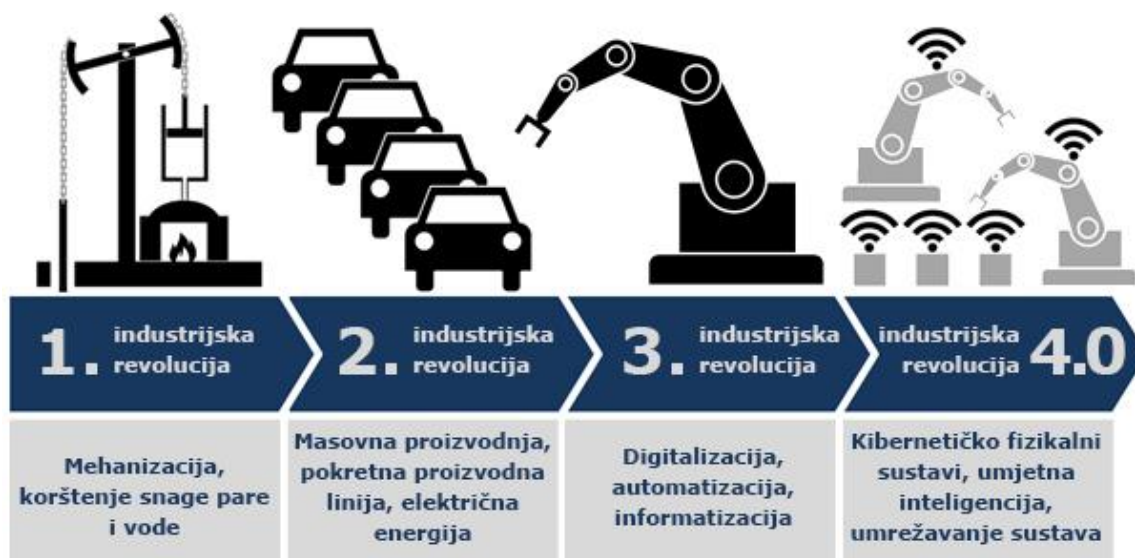 1. industrijska
revolucija
2. industrijska
revolucija
3. industrijska
revolucija
industrijska
revolucija 4.0
Mehanizacija,
korštenje snage pare
i vode
Masovna proizvodnja,
pokretna proizvodna
linija, električna
energija
Digitalizacija,
automatizacija,
informatizacija
Kibernetičko fizikalni
sustavi, umjetna
inteligencija,
umrežavanje sustava